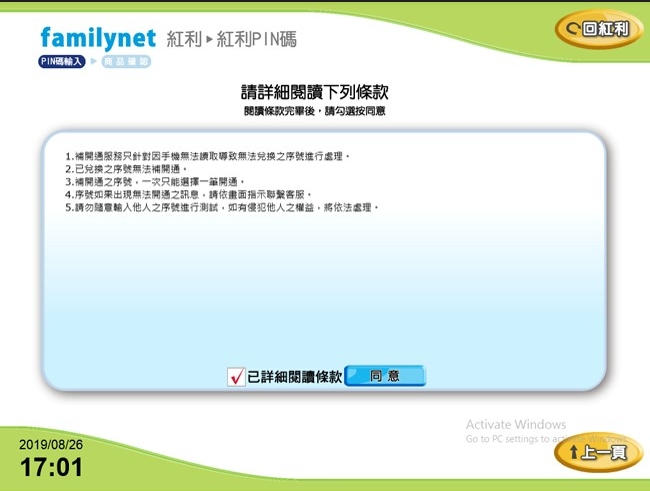 familynet 紅利▶紅利PIN碼
回紅利
PIN碼輸入 ▶ 商品確認
請詳細閱讀下列條款
閱讀條款完畢後，請勾選按同意
1.補開通服務只針對因手機無法讀取導致無法兌換之序號進行處理。
2.已兌換之序號無法補開通。
3.補開通之序號，一次只能選擇一筆開通。
4.序號如果出現無法開通之訊息，請依畫面指示聯繫客服。
5.請勿隨意輸入他人之序號進行測試，如有侵犯他人之權益，將依法處理。
已詳細閱讀條款 同意
Activate Windows
Go to PC settings to activate Windows.
上一頁
2019/08/26
17:01